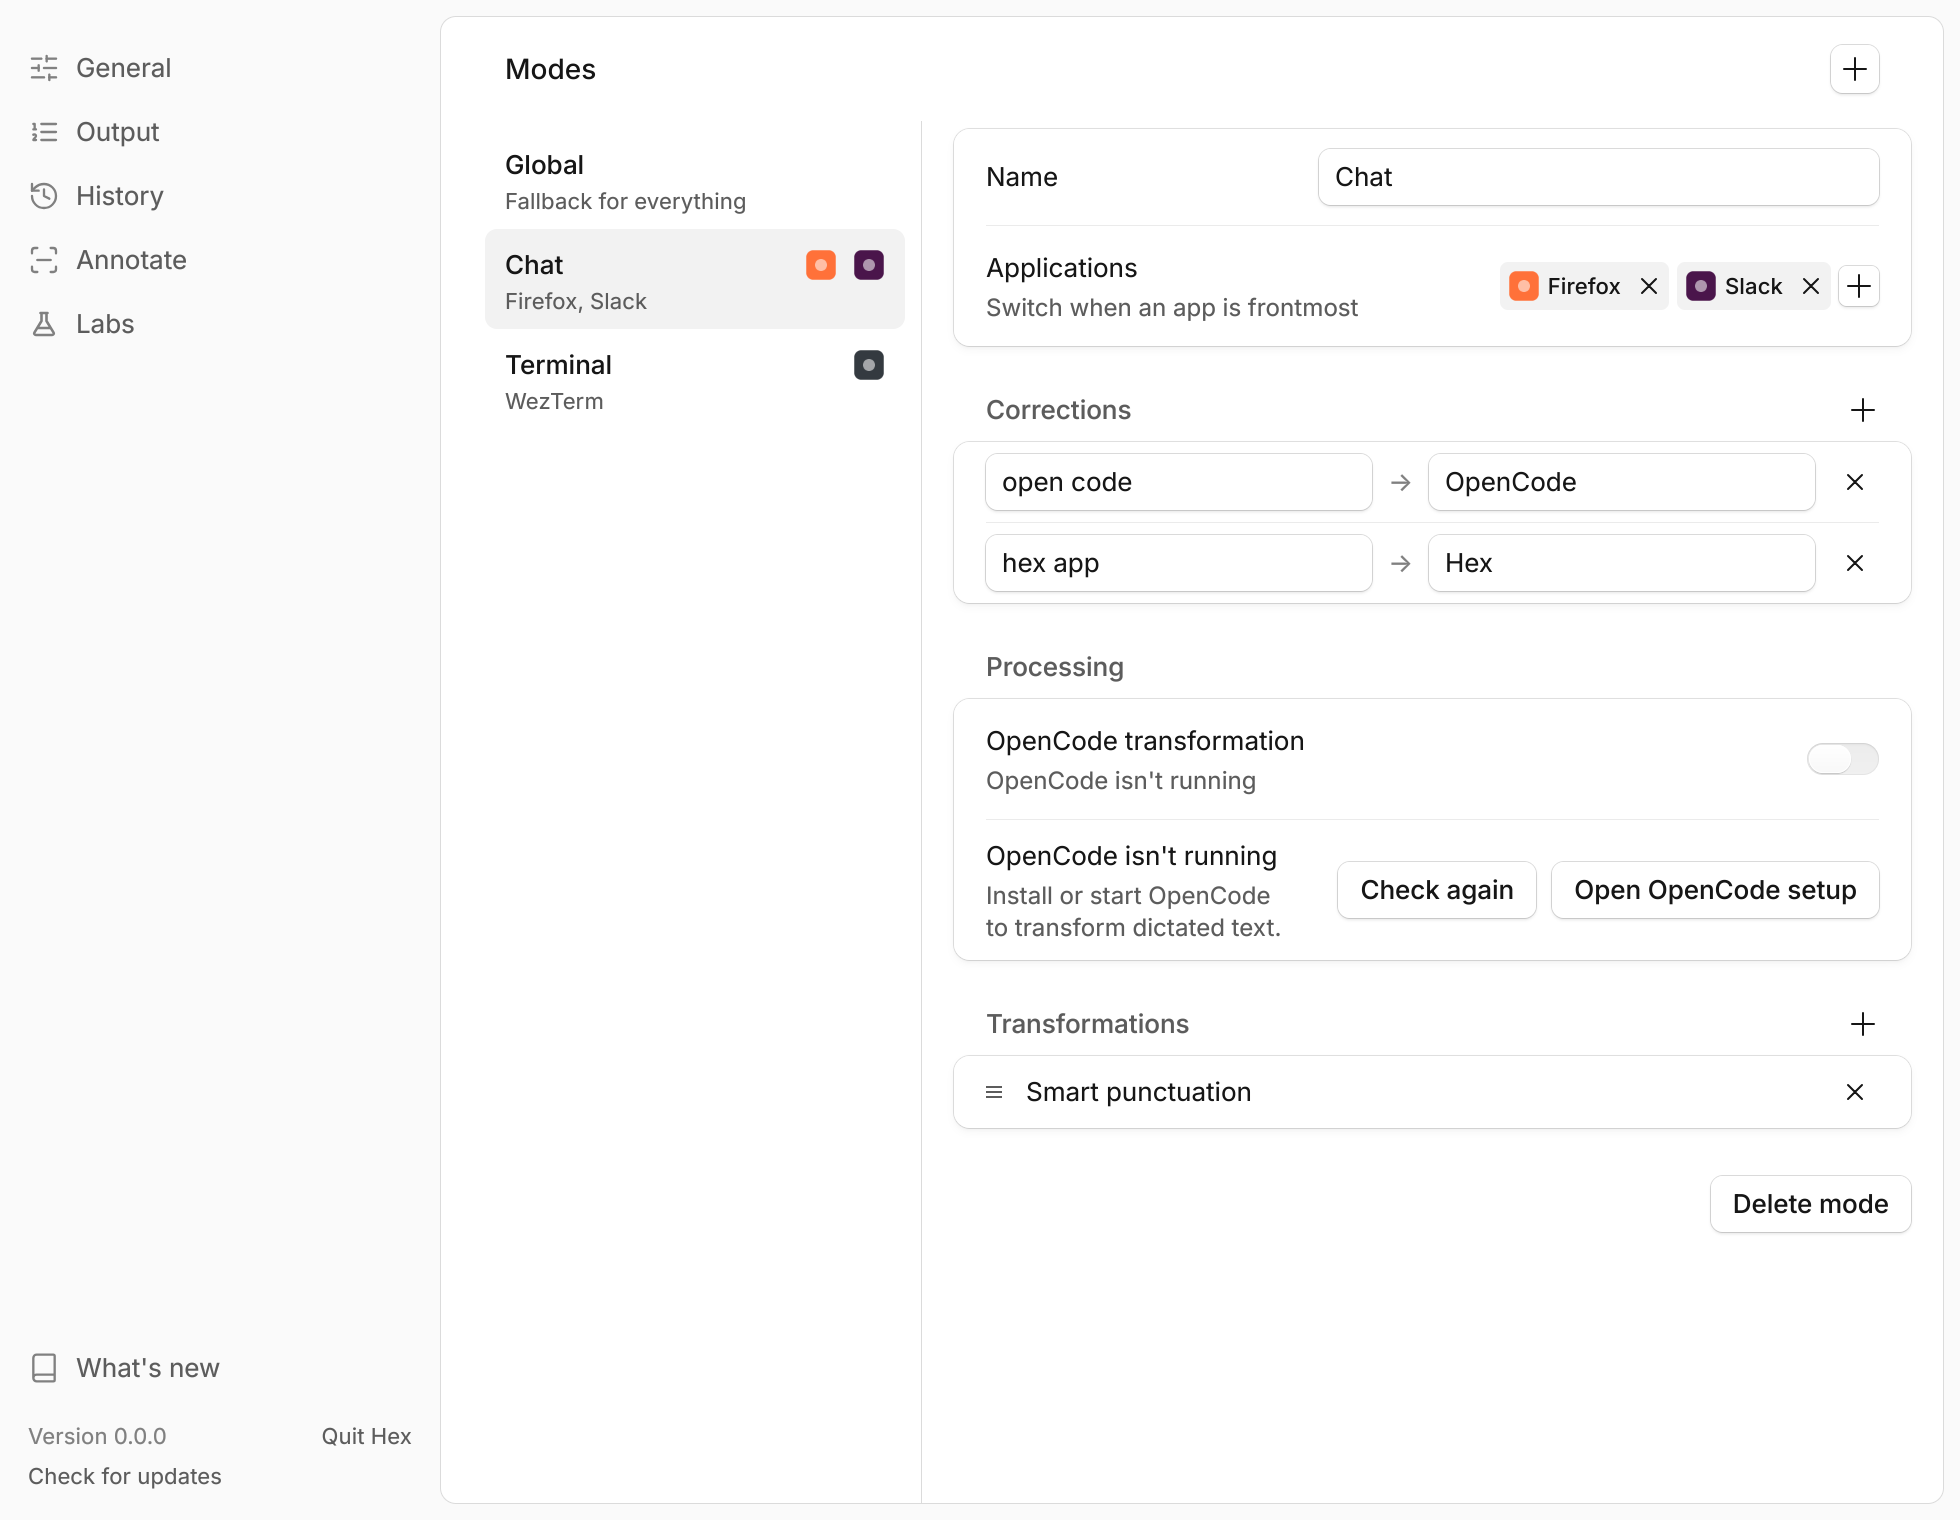 General
Output
History
Annotate
Labs
What's new
Version 0.0.0
Quit Hex
Check for updates
Modes
Global
Fallback for everything
Chat
Firefox, Slack
Terminal
WezTerm
Name
Chat
Applications
Switch when an app is frontmost
Firefox
Slack
Corrections
open code → OpenCode
hex app → Hex
Processing
OpenCode transformation
OpenCode isn't running
OpenCode isn't running
Install or start OpenCode
to transform dictated text.
Check again
Open OpenCode setup
Transformations
Smart punctuation
Delete mode